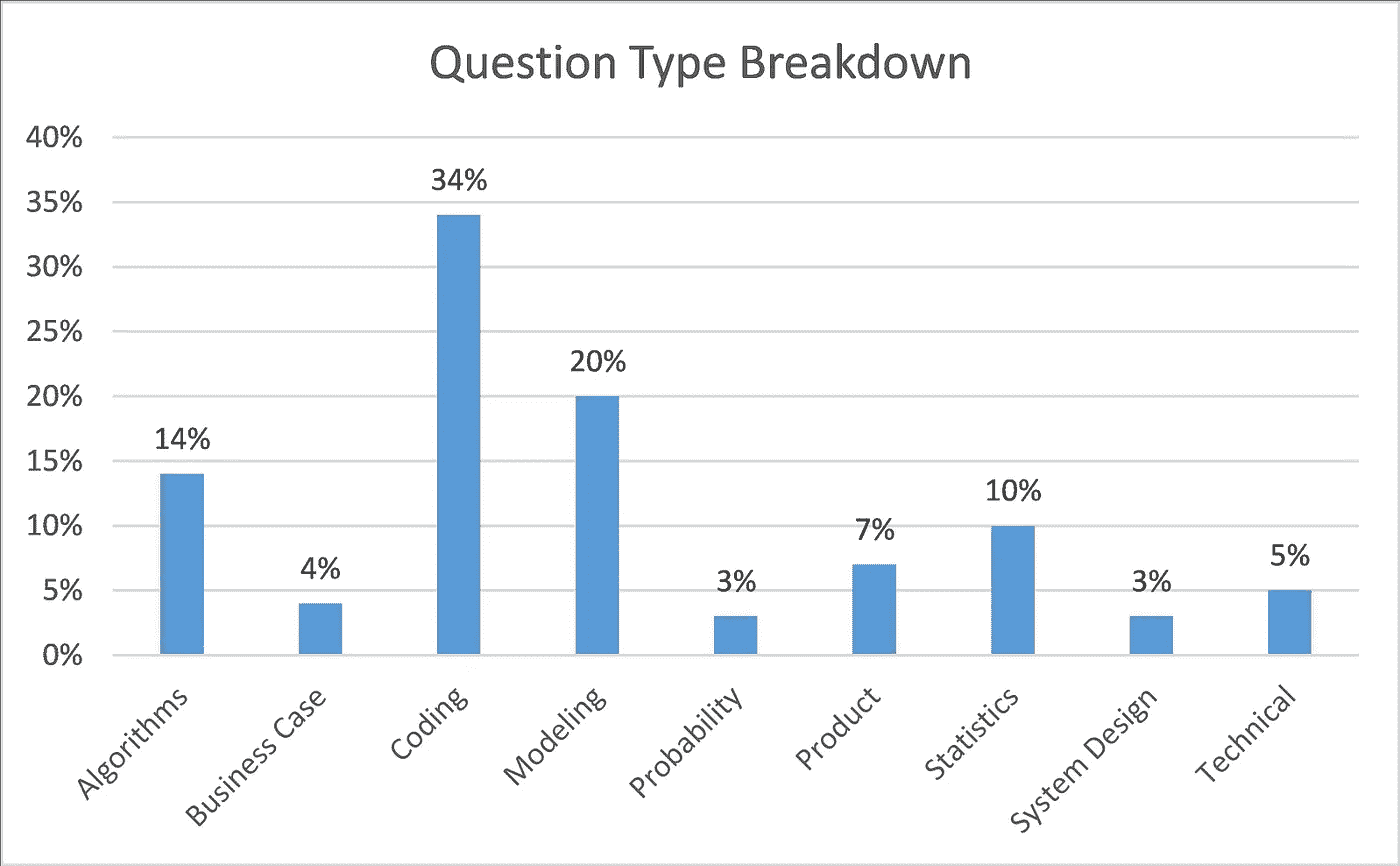 Question Type Breakdown
40%
35%
30%
25%
20%
15%
10%
5%
0%
14%
4%
34%
20%
3%
7%
10%
3%
5%
Algorithms
Business Case
Coding
Modeling
Probability
Product
Statistics
System Design
Technical